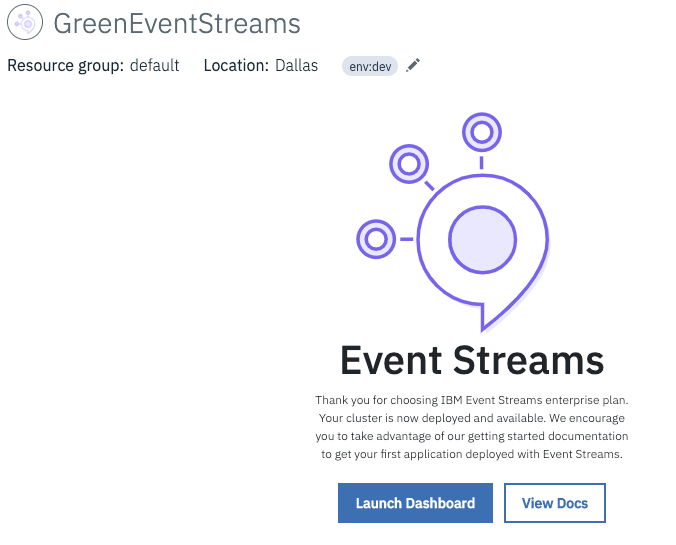 GreenEventStreams
Resource group: default Location: Dallas env:dev
Event Streams
Thank you for choosing IBM Event Streams enterprise plan.
Your cluster is now deployed and available. We encourage
you to take advantage of our getting started documentation
to get your first application deployed with Event Streams.
Launch Dashboard View Docs